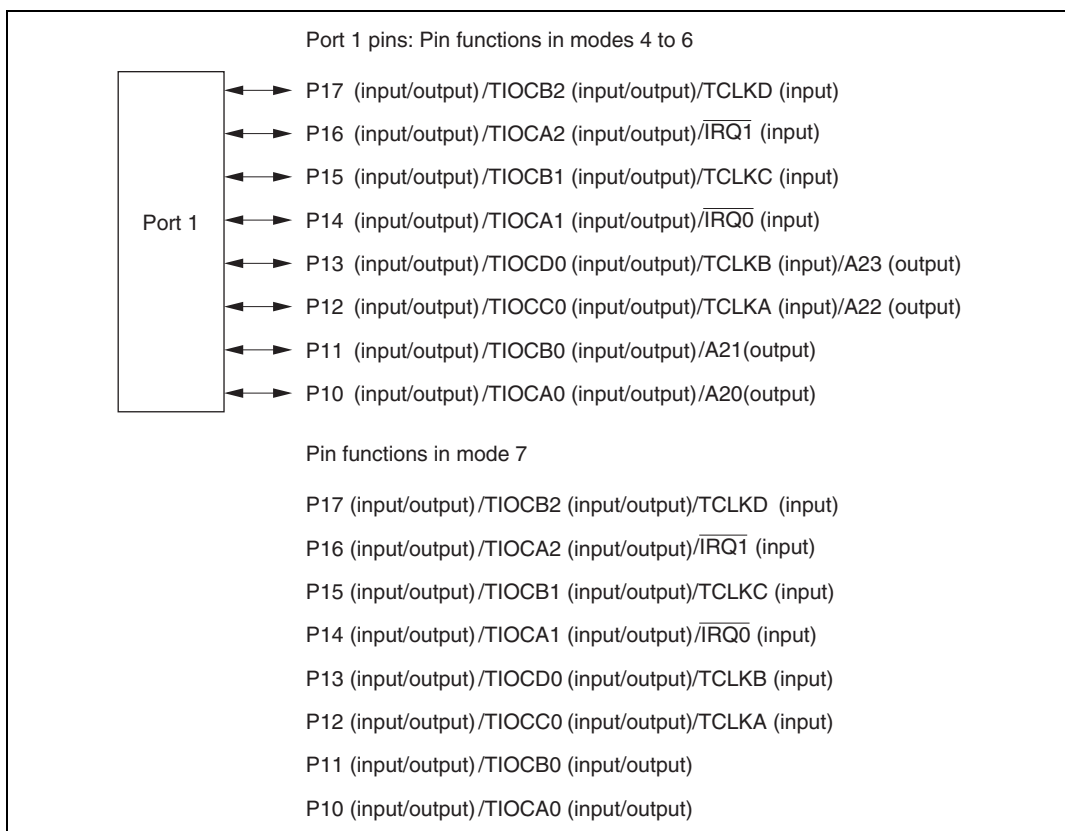 Port 1 pins: Pin functions in modes 4 to 6
Port 1
P17 (input/output)/TIOCB2 (input/output)/TCLKD (input)
P16 (input/output)/TIOCA2 (input/output)/I̅R̅Q̅1̅ (input)
P15 (input/output)/TIOCB1 (input/output)/TCLKC (input)
P14 (input/output)/TIOCA1 (input/output)/I̅R̅Q̅0̅ (input)
P13 (input/output)/TIOCD0 (input/output)/TCLKB (input)/A23 (output)
P12 (input/output)/TIOCC0 (input/output)/TCLKA (input)/A22 (output)
P11 (input/output)/TIOCB0 (input/output)/A21(output)
P10 (input/output)/TIOCA0 (input/output)/A20(output)
Pin functions in mode 7
P17 (input/output)/TIOCB2 (input/output)/TCLKD (input)
P16 (input/output)/TIOCA2 (input/output)/I̅R̅Q̅1̅ (input)
P15 (input/output)/TIOCB1 (input/output)/TCLKC (input)
P14 (input/output)/TIOCA1 (input/output)/I̅R̅Q̅0̅ (input)
P13 (input/output)/TIOCD0 (input/output)/TCLKB (input)
P12 (input/output)/TIOCC0 (input/output)/TCLKA (input)
P11 (input/output)/TIOCB0 (input/output)
P10 (input/output)/TIOCA0 (input/output)